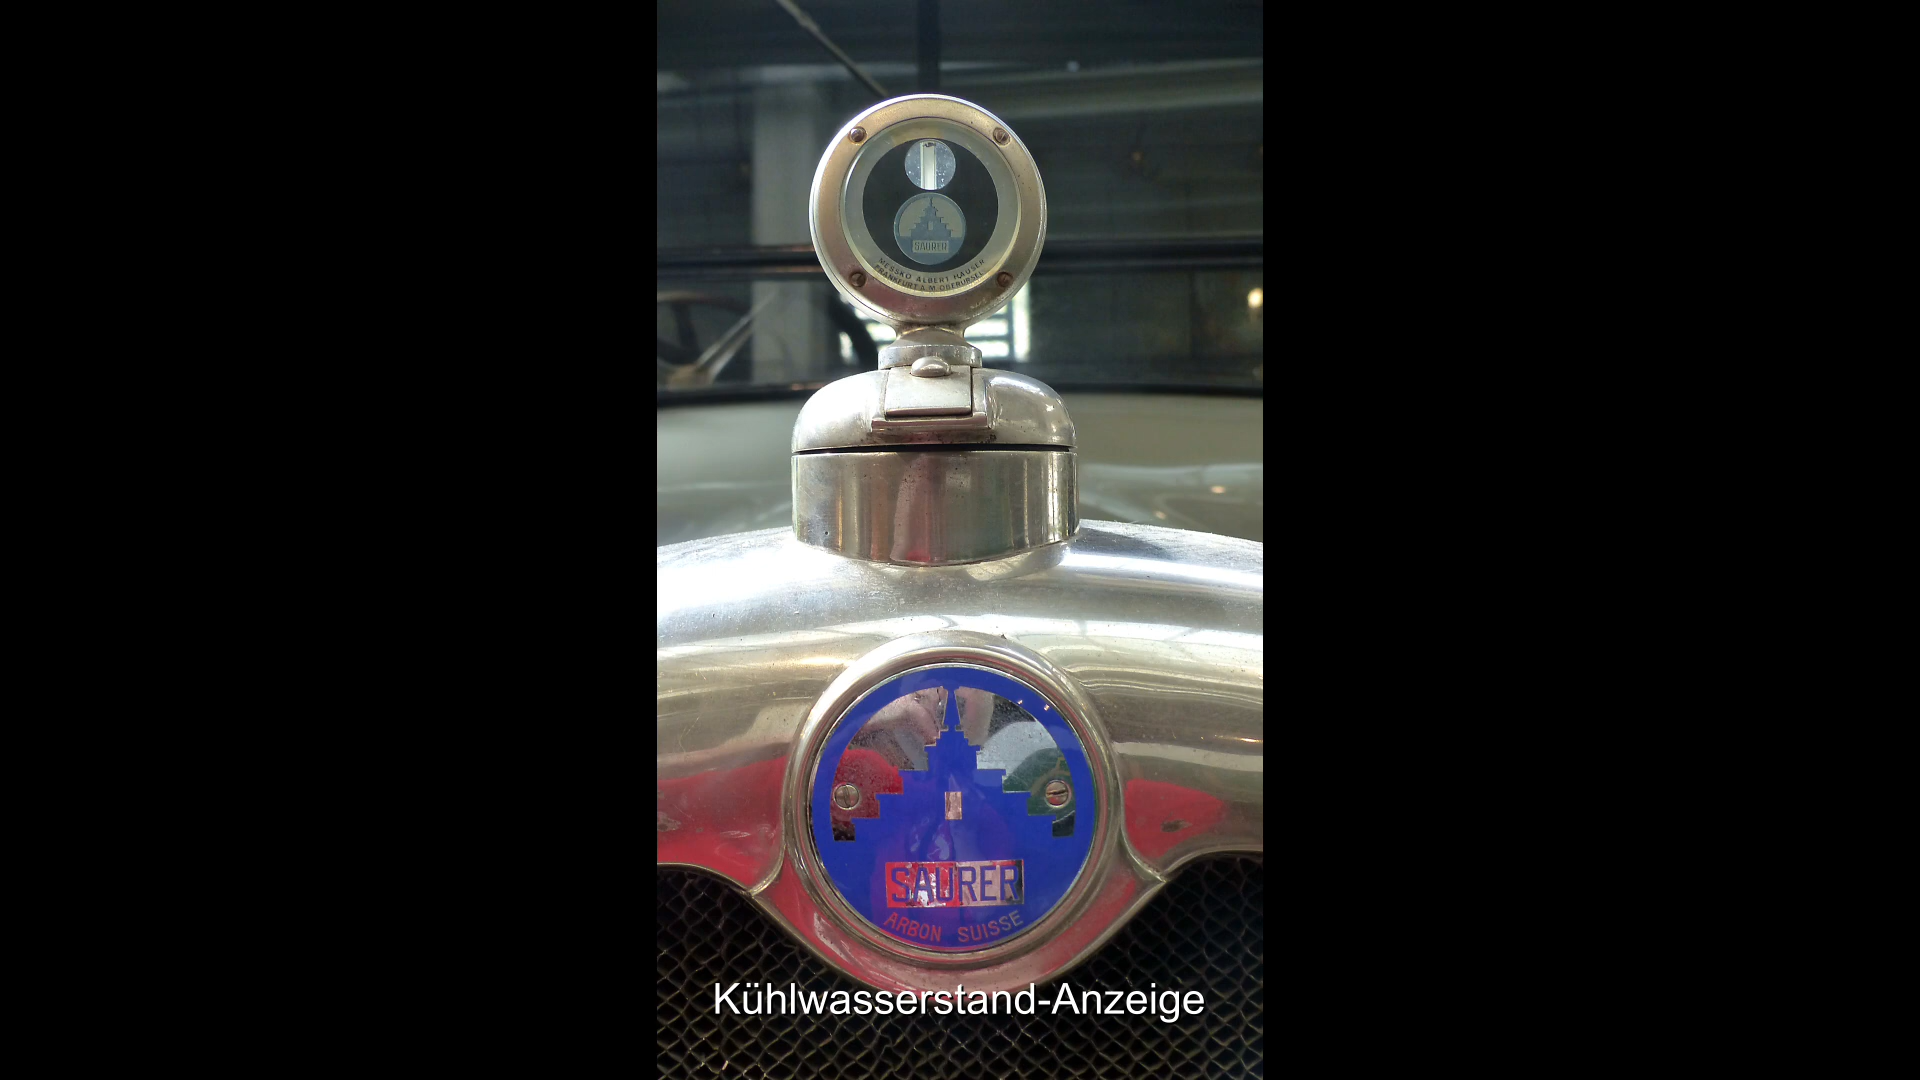 SAURER
MESSKO ALBERT HAUSER
FRANKFURT A.M. OBERURSEL
SAURER
ARBON SUISSE
Kühlwasserstand-Anzeige